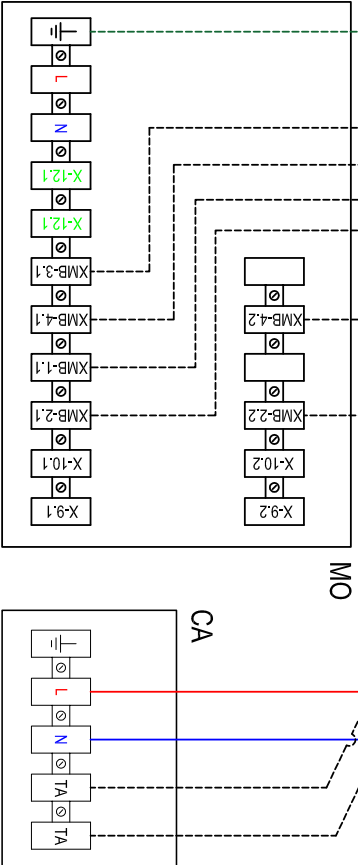 L
N
X-12.1
X-12.1
XMB-3.1
XMB-4.1
XMB-1.1
XMB-2.1
X-10.1
X-9.1
XMB-4.2
XMB-2.2
X-10.2
X-9.2
MO
CA
L
N
TA
TA